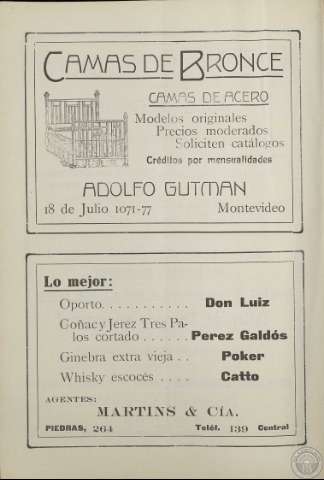 CAMAS DE BRONCE
CAMAS DE ACERO
Modelos originales
Precios moderados
Soliciten catálogos
Créditos por mensualidades
ADOLFO GUTMAN
18 de Julio 1071-77 Montevideo
Lo mejor:
Oporto. . . . . . . . . . . Don Luiz
Coñac y Jerez Tres Pa-
los cortado . . . . . Perez Galdós
Ginebra extra vieja . . Poker
Whisky escocés . . . . Catto
AGENTES:
MARTINS & CÍA.
PIEDRAS, 264 Teléf. 139 Central